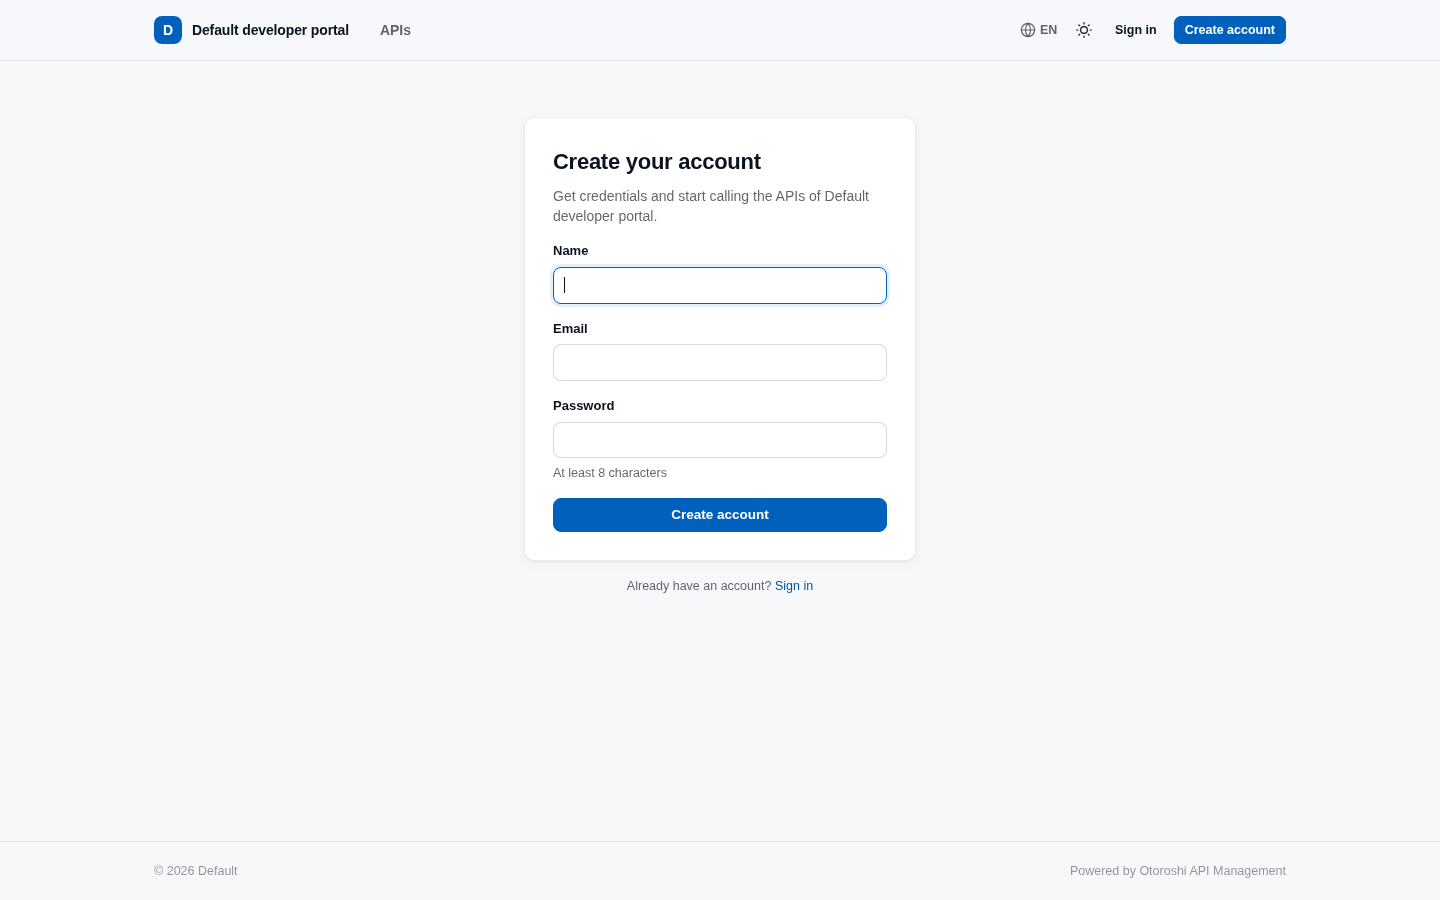 D Default developer portal APIs EN Sign in Create account
Create your account
Get credentials and start calling the APIs of Default
developer portal.
Name
Email
Password
At least 8 characters
Create account
Already have an account? Sign in
© 2026 Default Powered by Otoroshi API Management